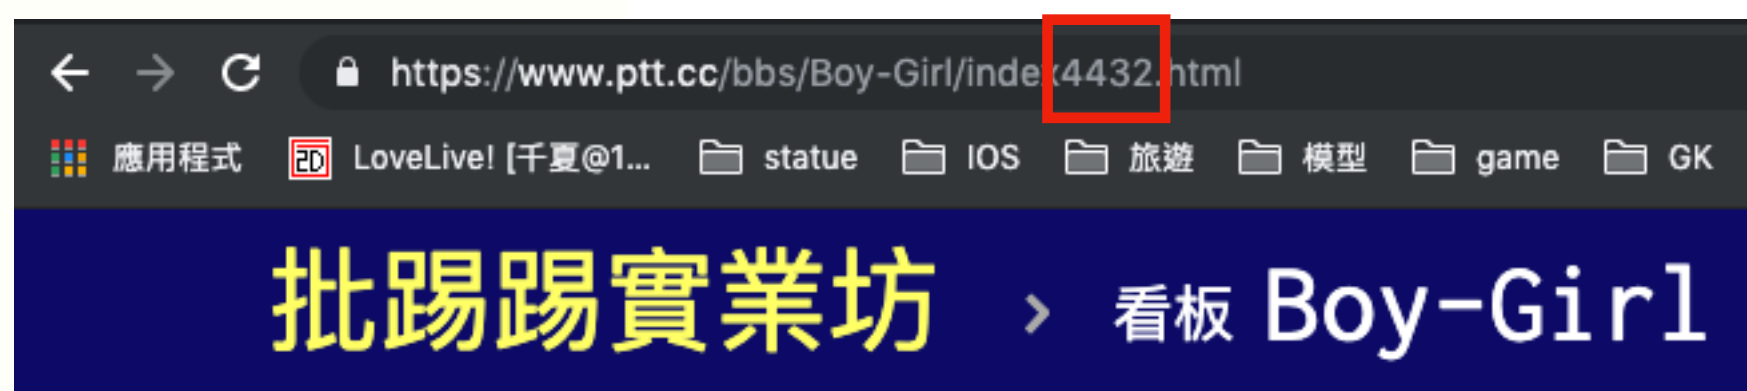 https://www.ptt.cc/bbs/Boy-Girl/index4432.html
應用程式 2D LoveLive! [千夏@1... statue IOS 旅遊 模型 game GK
批踢踢實業坊 › 看板 Boy-Girl